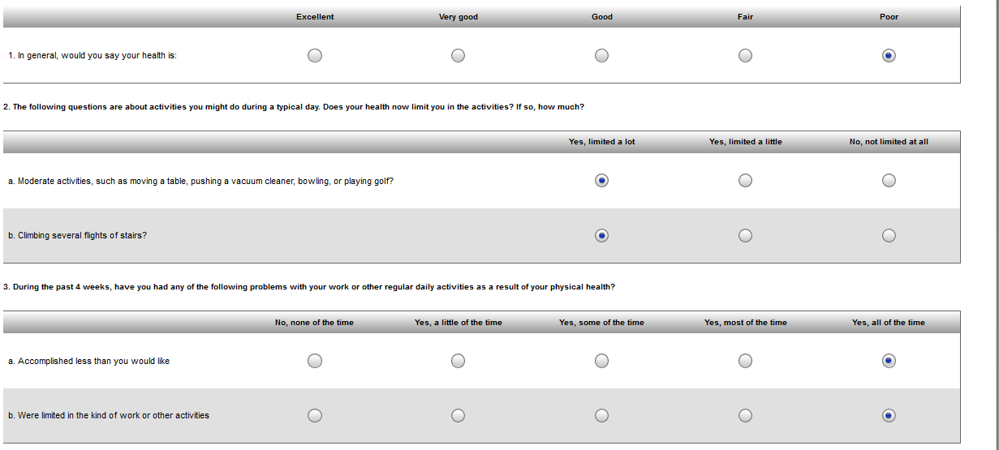 Excellent Very good Good Fair Poor
1. In general, would you say your health is:
2. The following questions are about activities you might do during a typical day. Does your health now limit you in the activities? If so, how much?
Yes, limited a lot Yes, limited a little No, not limited at all
a. Moderate activities, such as moving a table, pushing a vacuum cleaner, bowling, or playing golf?
b. Climbing several flights of stairs?
3. During the past 4 weeks, have you had any of the following problems with your work or other regular daily activities as a result of your physical health?
No, none of the time Yes, a little of the time Yes, some of the time Yes, most of the time Yes, all of the time
a. Accomplished less than you would like
b. Were limited in the kind of work or other activities